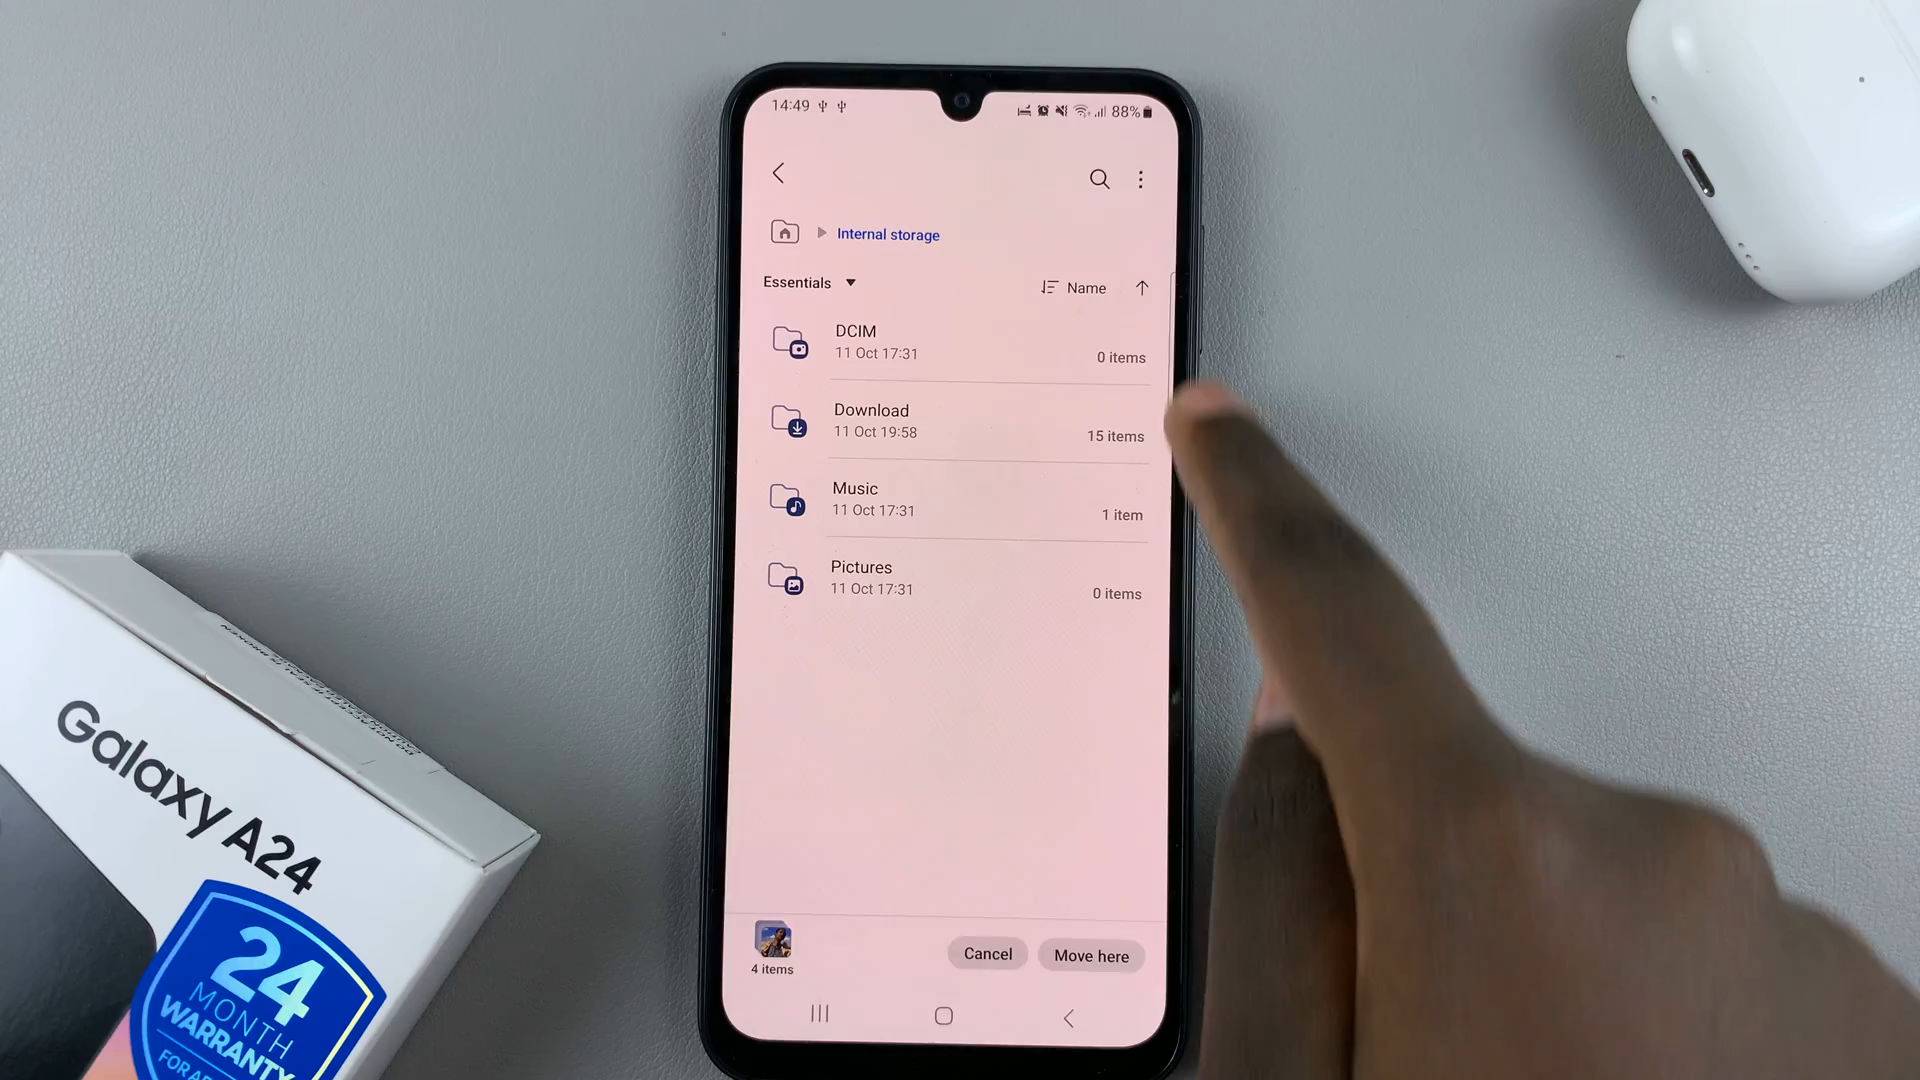 14:49
88%
Internal storage
Essentials
Name
DCIM
11 Oct 17:31
0 items
Download
11 Oct 19:58
15 items
Music
11 Oct 17:31
1 item
Pictures
11 Oct 17:31
0 items
4 items
Cancel
Move here
Galaxy A24
24
MONTH
WARRANTY